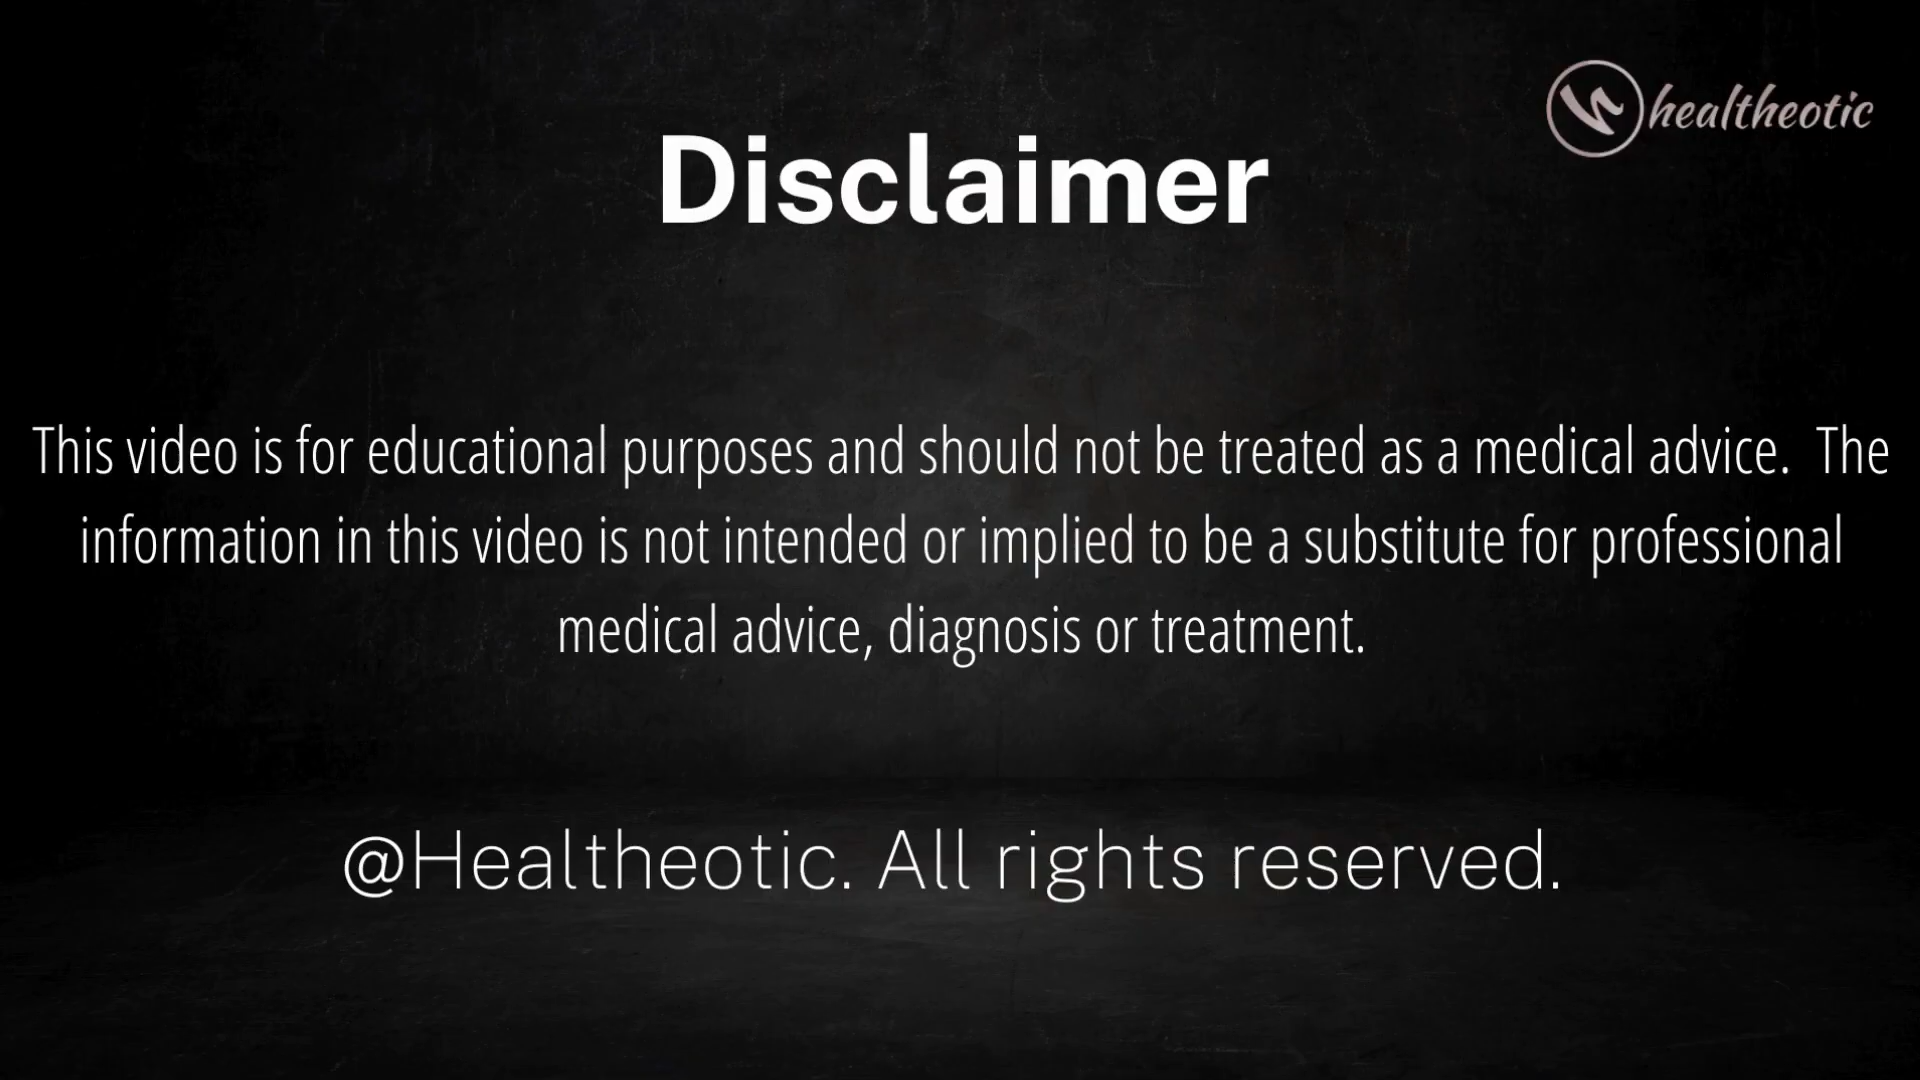 healtheotic
Disclaimer
This video is for educational purposes and should not be treated as a medical advice.  The
information in this video is not intended or implied to be a substitute for professional
medical advice, diagnosis or treatment.
@Healtheotic. All rights reserved.